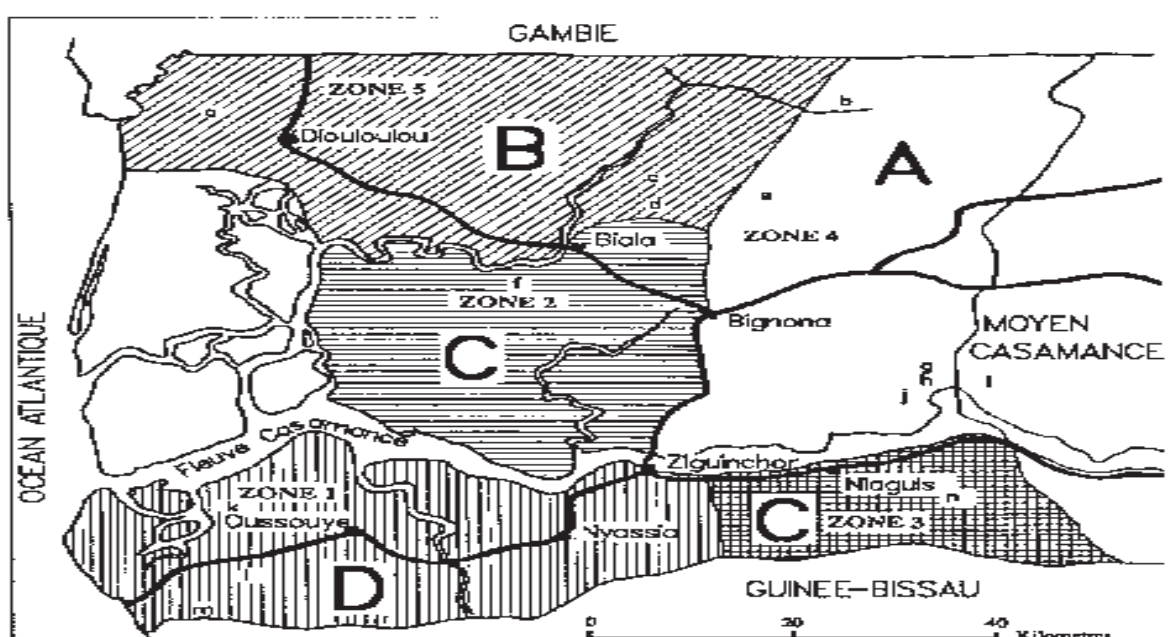 GAMBIE
ZONE 5
b
Diouloulou
B
A
c
d
e
Biala
ZONE 4
f
ZONE 2
Bignona
C
MOYEN
CASAMANCE
OCEAN ATLANTIQUE
g
h
i
j
Fleuve Casamance
Ziguinchor
ZONE 1
k
Oussouye
Nyassia
Niaguis
n
C
ZONE 3
D
m
GUINEE-BISSAU
0
20
40
Kilometres